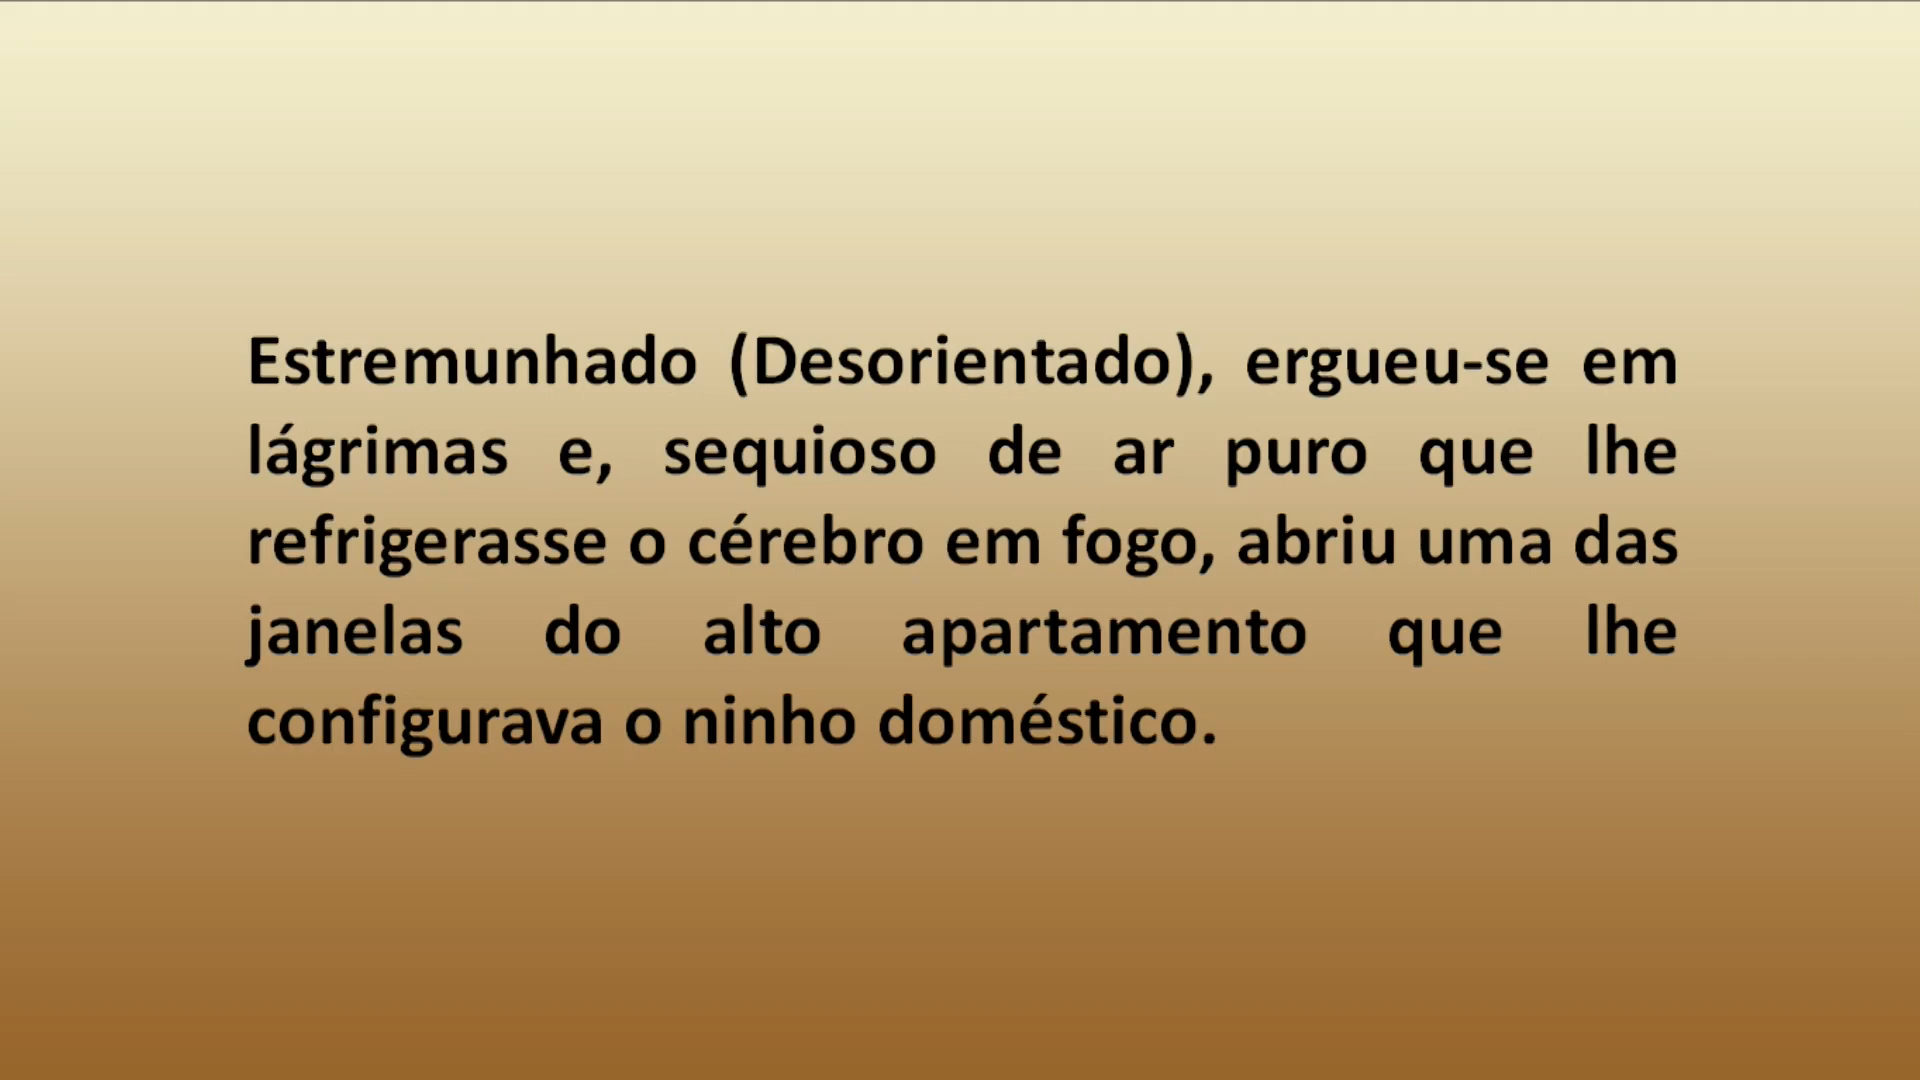 Estremunhado (Desorientado), ergueu-se em
lágrimas e, sequioso de ar puro que lhe
refrigerasse o cérebro em fogo, abriu uma das
janelas do alto apartamento que lhe
configurava o ninho doméstico.